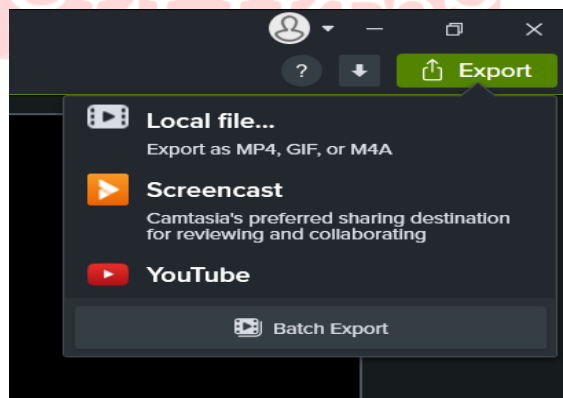 ?
Export
Local file...
Export as MP4, GIF, or M4A
Screencast
Camtasia's preferred sharing destination
for reviewing and collaborating
YouTube
Batch Export